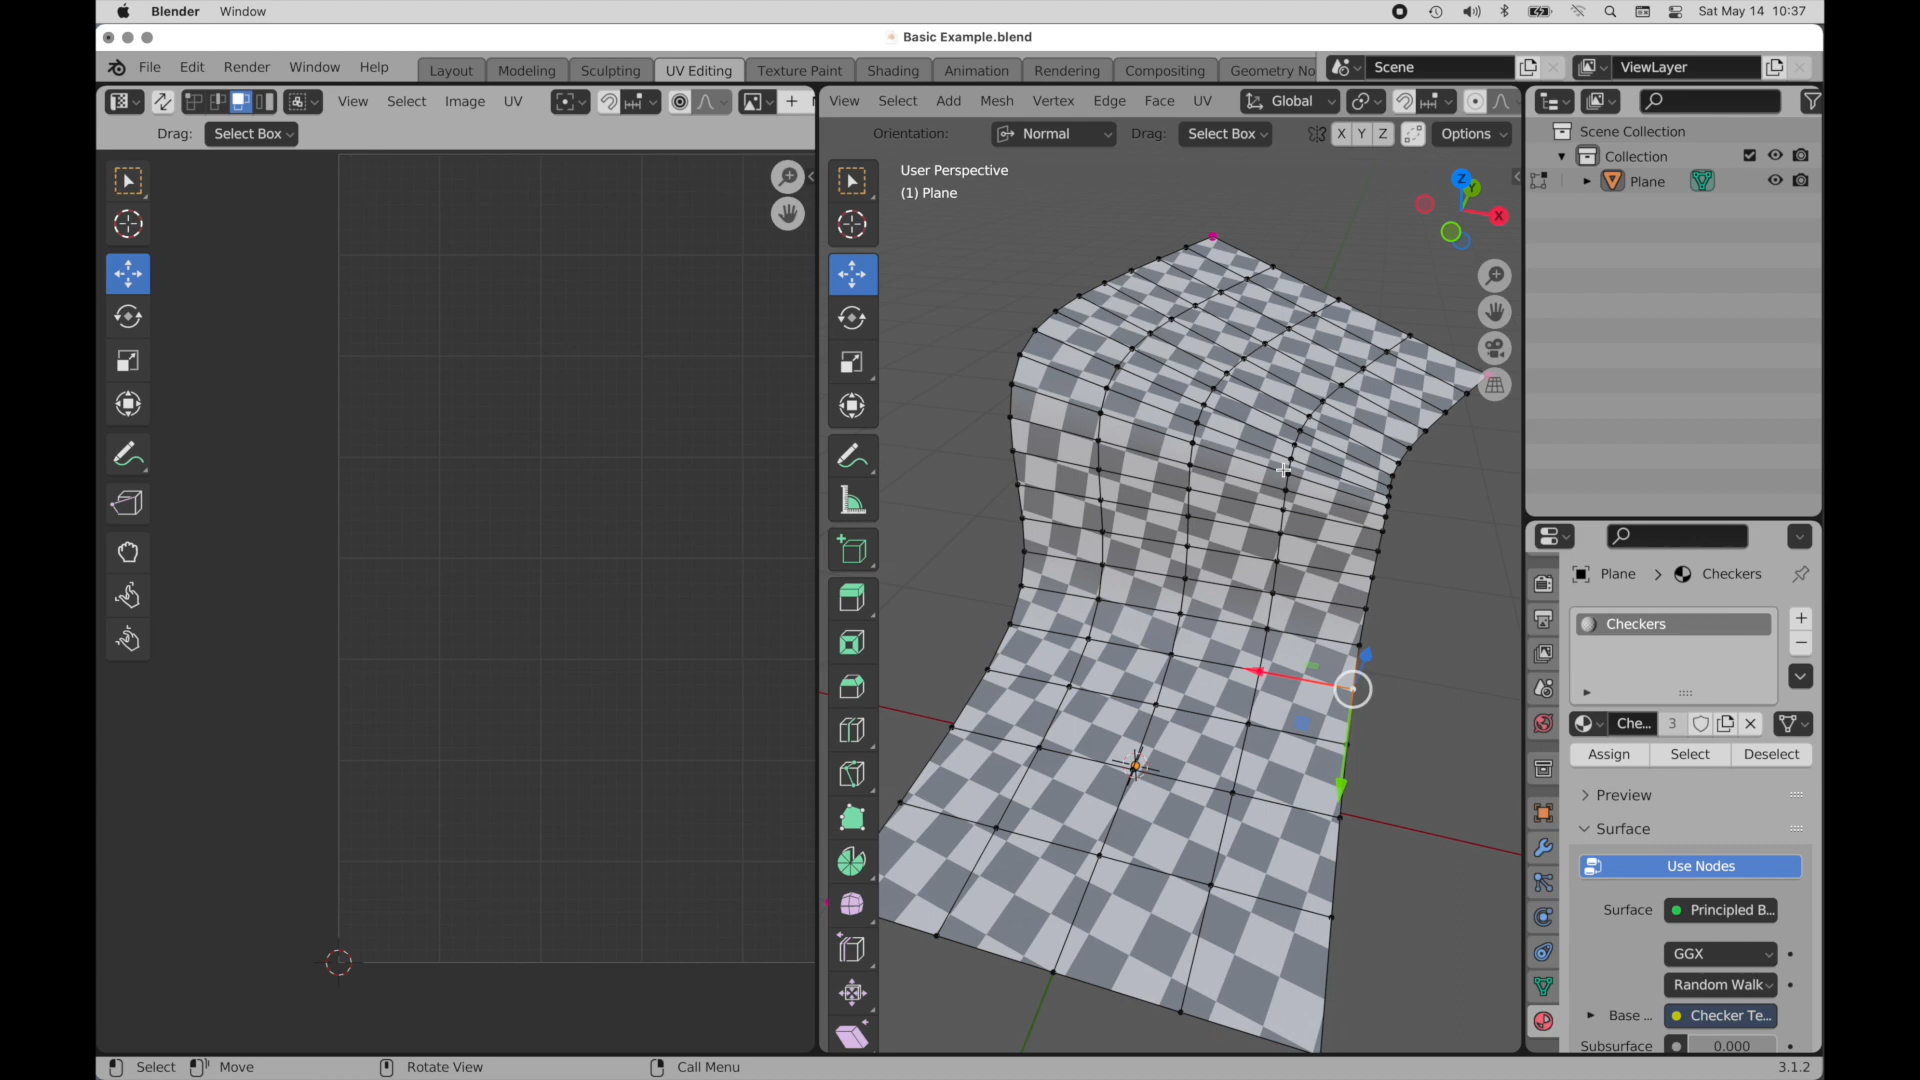 Blender Window Sat May 14 10:37
Basic Example.blend
File Edit Render Window Help Layout Modeling Sculpting UV Editing Texture Paint Shading Animation Rendering Compositing Geometry No Scene ViewLayer
View Select Image UV View Select Add Mesh Vertex Edge Face UV Global
Drag: Select Box Orientation: Normal Drag: Select Box X Y Z Options
Scene Collection
Collection
Plane
User Perspective
(1) Plane
Z
Y
X
Plane > Checkers
Checkers
Che... 3
Assign Select Deselect
Preview
Surface
Use Nodes
Surface Principled B...
GGX
Random Walk
Base ... Checker Te...
Subsurface 0.000
Select Move Rotate View Call Menu 3.1.2